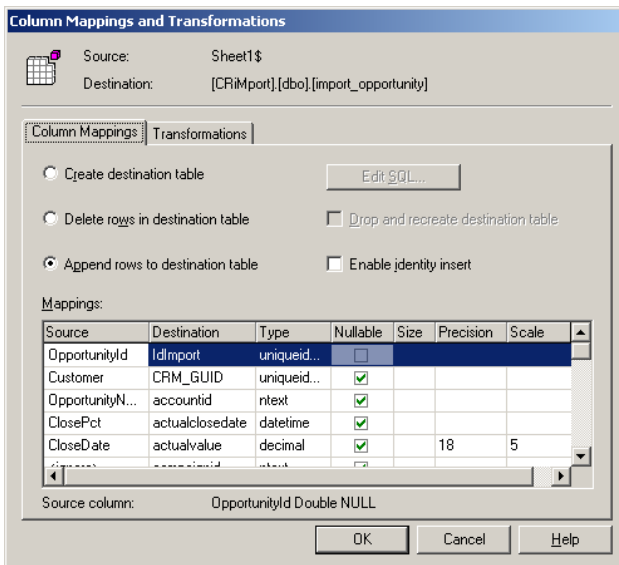 Column Mappings and Transformations
Source: Sheet1$
Destination: [CRiMport].[dbo].[import_opportunity]
Column Mappings Transformations
Create destination table Edit SQL...
Delete rows in destination table Drop and recreate destination table
Append rows to destination table Enable identity insert
Mappings:
Source Destination Type Nullable Size Precision Scale
OpportunityId IdImport uniqueid...
Customer CRM_GUID uniqueid...
OpportunityN... accountid ntext
ClosePct actualclosedate datetime
CloseDate actualvalue decimal 18 5
Source column: OpportunityId Double NULL
OK Cancel Help